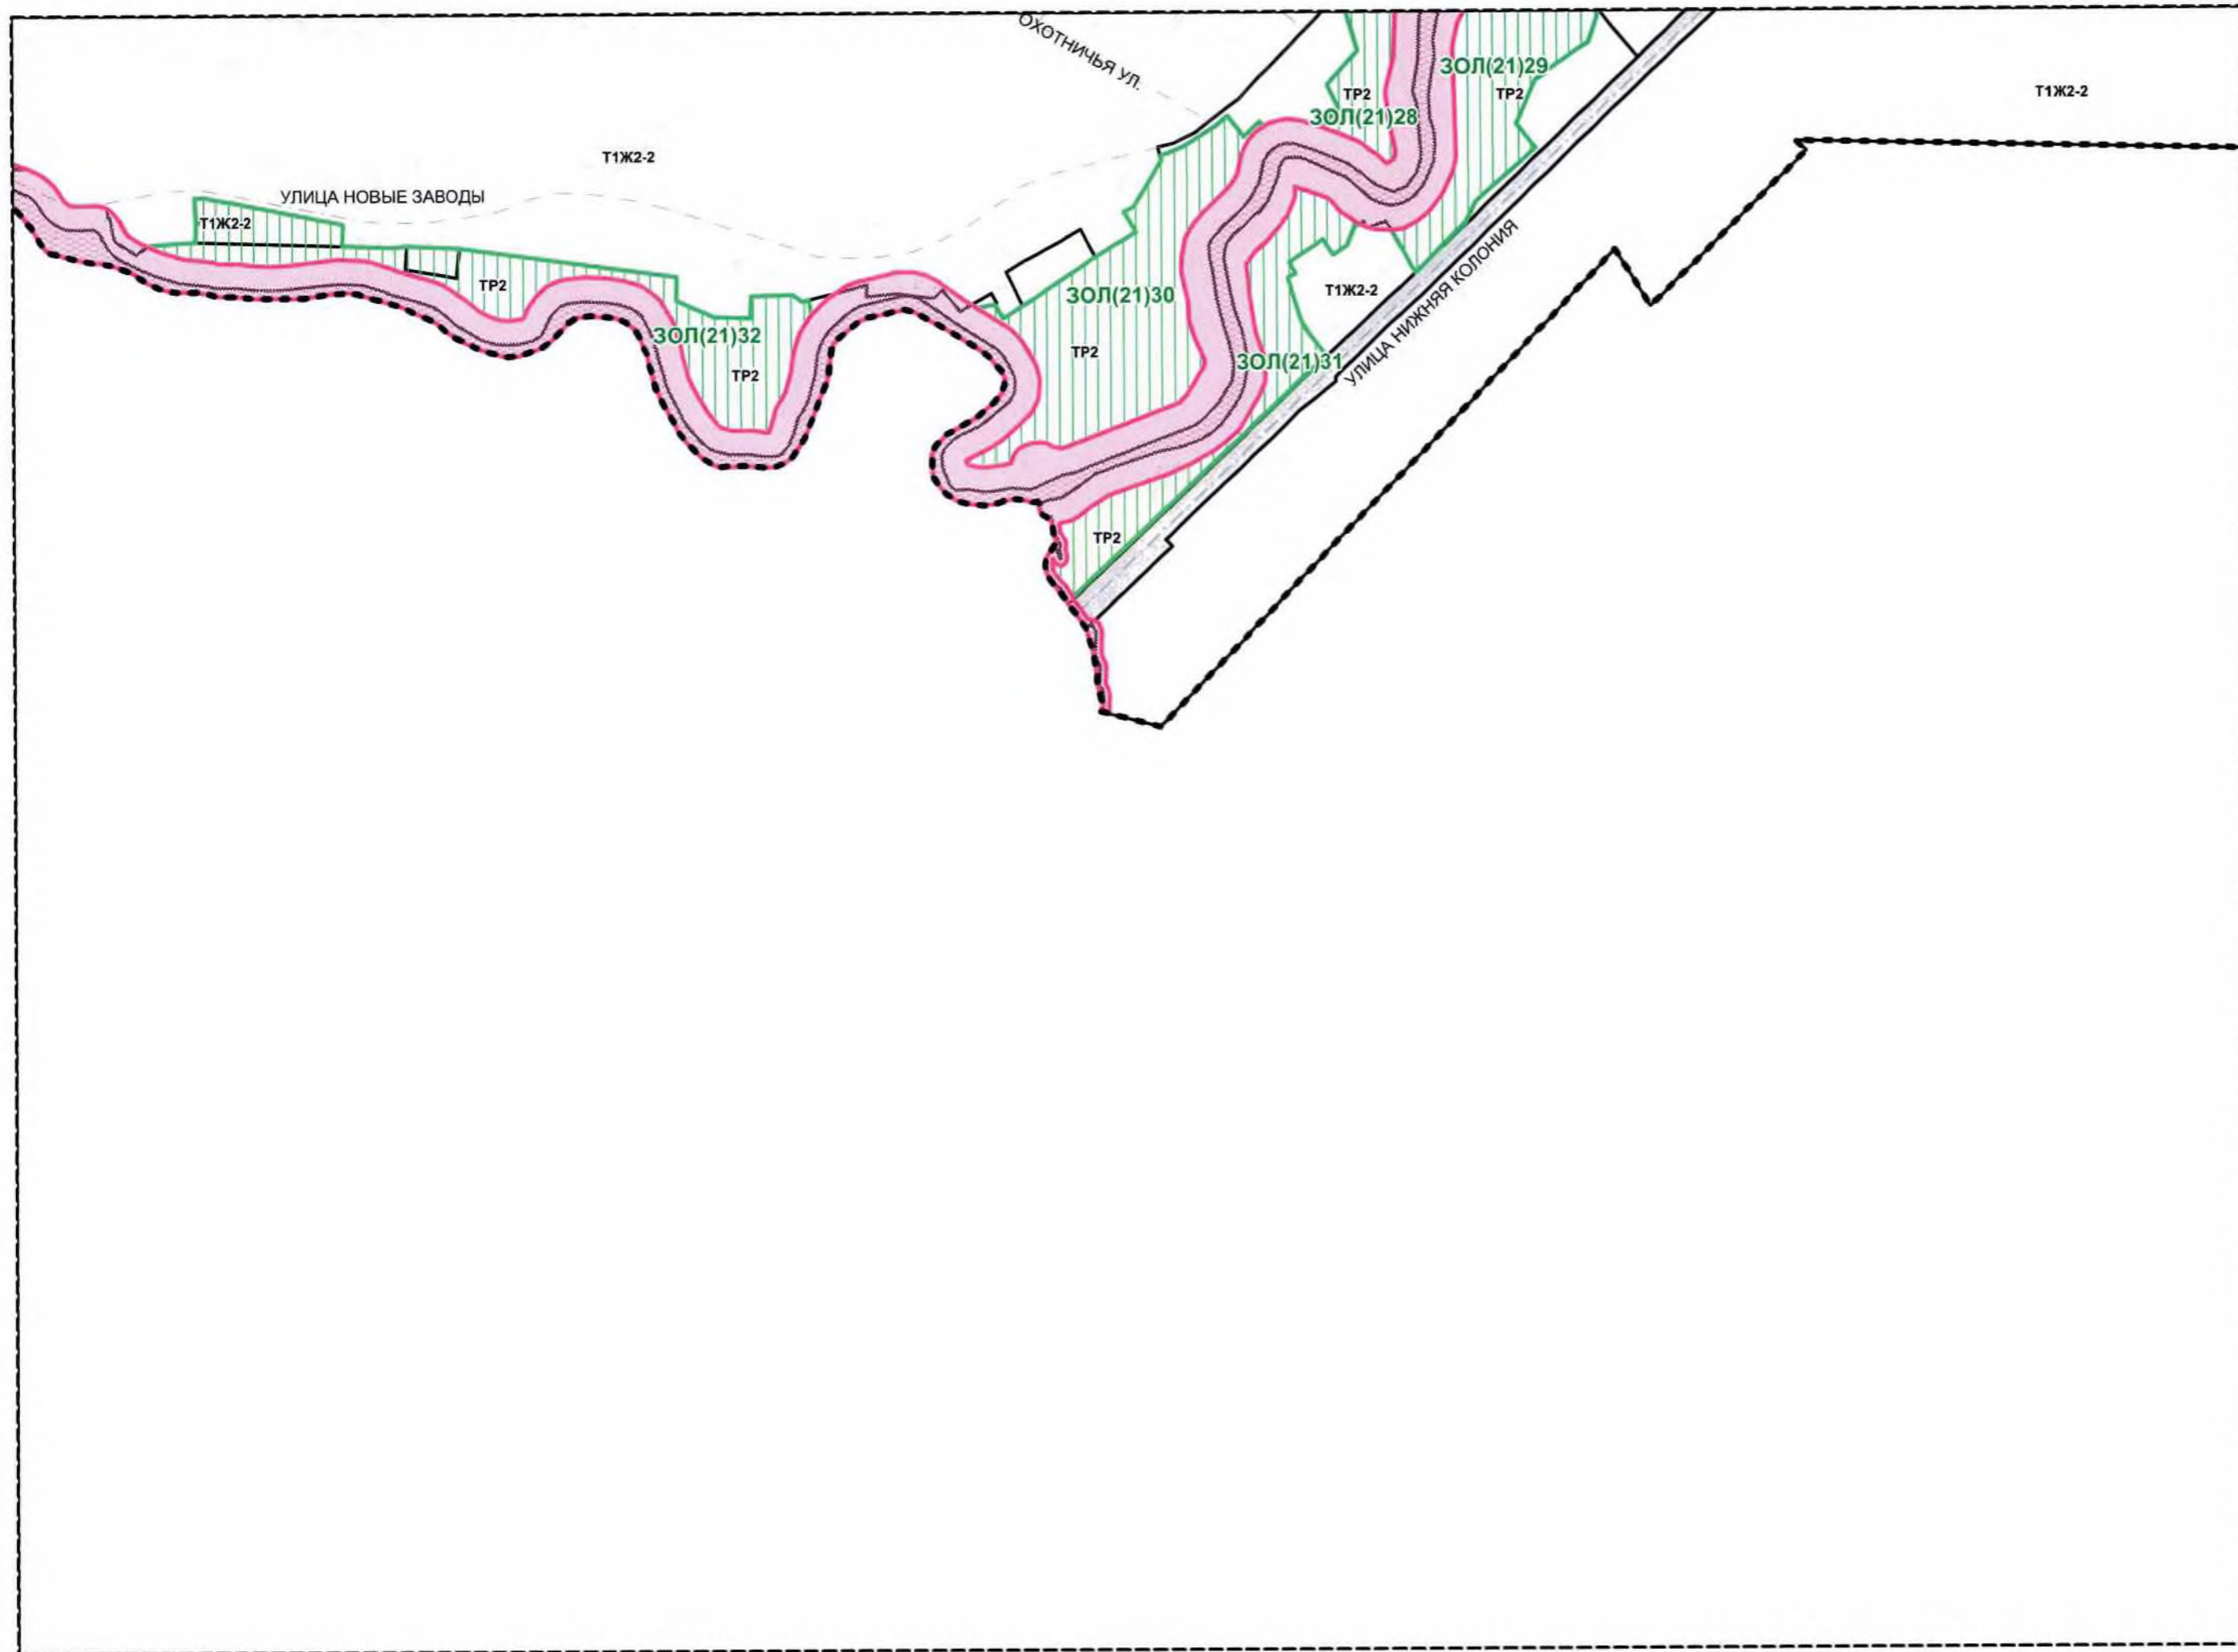 ОХОТНИЧЬЯ УЛ.
ЗОЛ(21)29
ТР2
ТР2
Т1Ж2-2
ЗОЛ(21)28
Т1Ж2-2
УЛИЦА НОВЫЕ ЗАВОДЫ
Т1Ж2-2
УЛИЦА НИЖНЯЯ КОЛОНИЯ
ТР2
ЗОЛ(21)30
Т1Ж2-2
ЗОЛ(21)32
ТР2
ЗОЛ(21)31
ТР2
ТР2